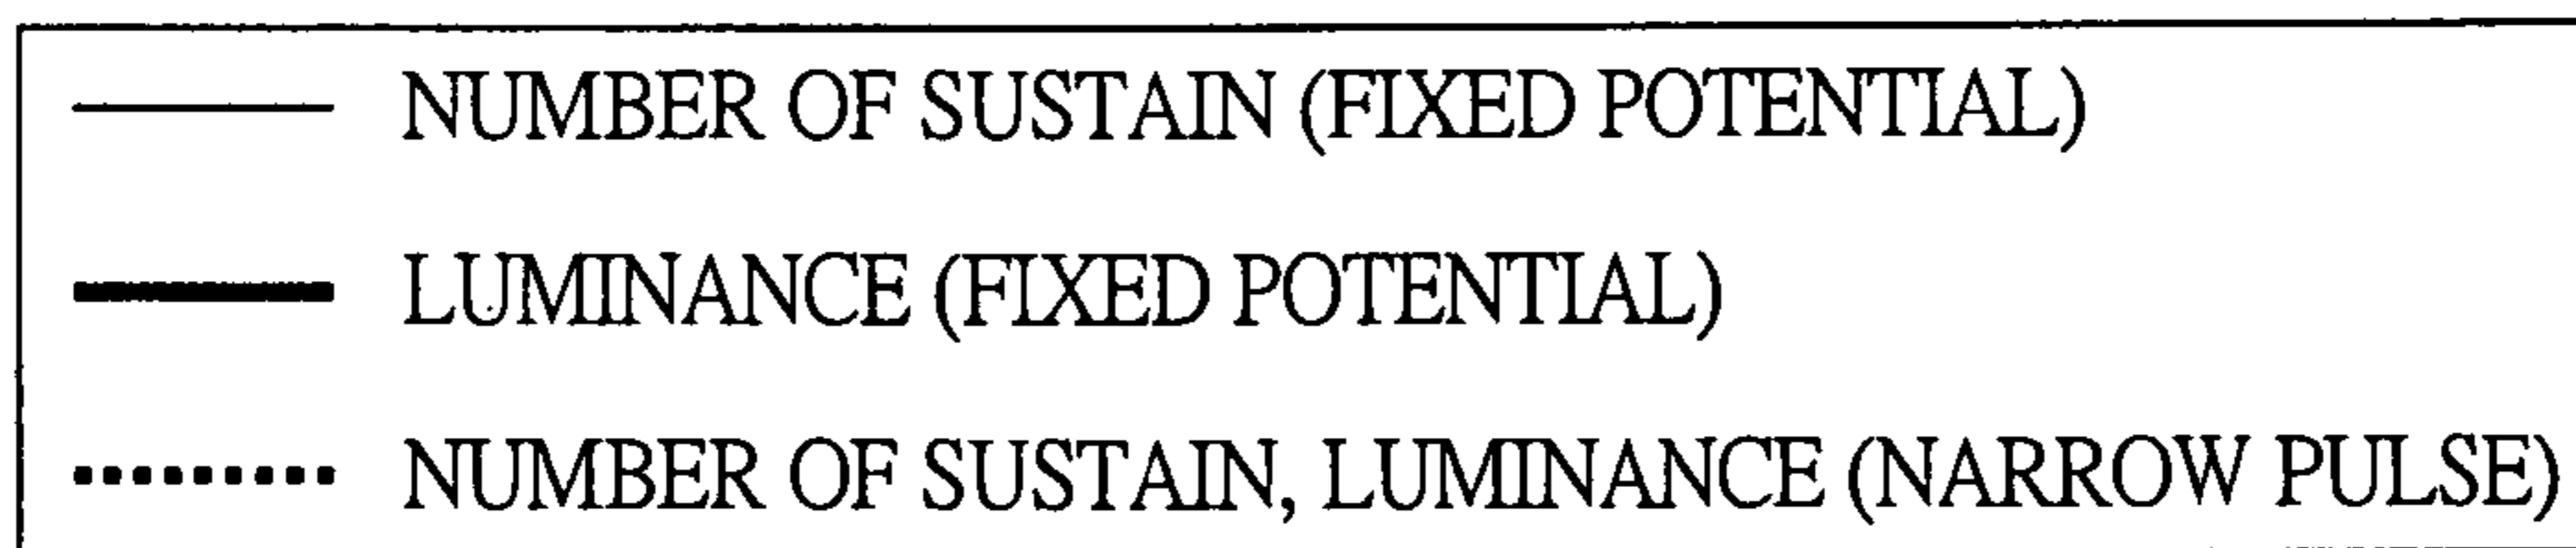 NUMBER OF SUSTAIN (FIXED POTENTIAL)
LUMINANCE (FIXED POTENTIAL)
NUMBER OF SUSTAIN, LUMINANCE (NARROW PULSE)